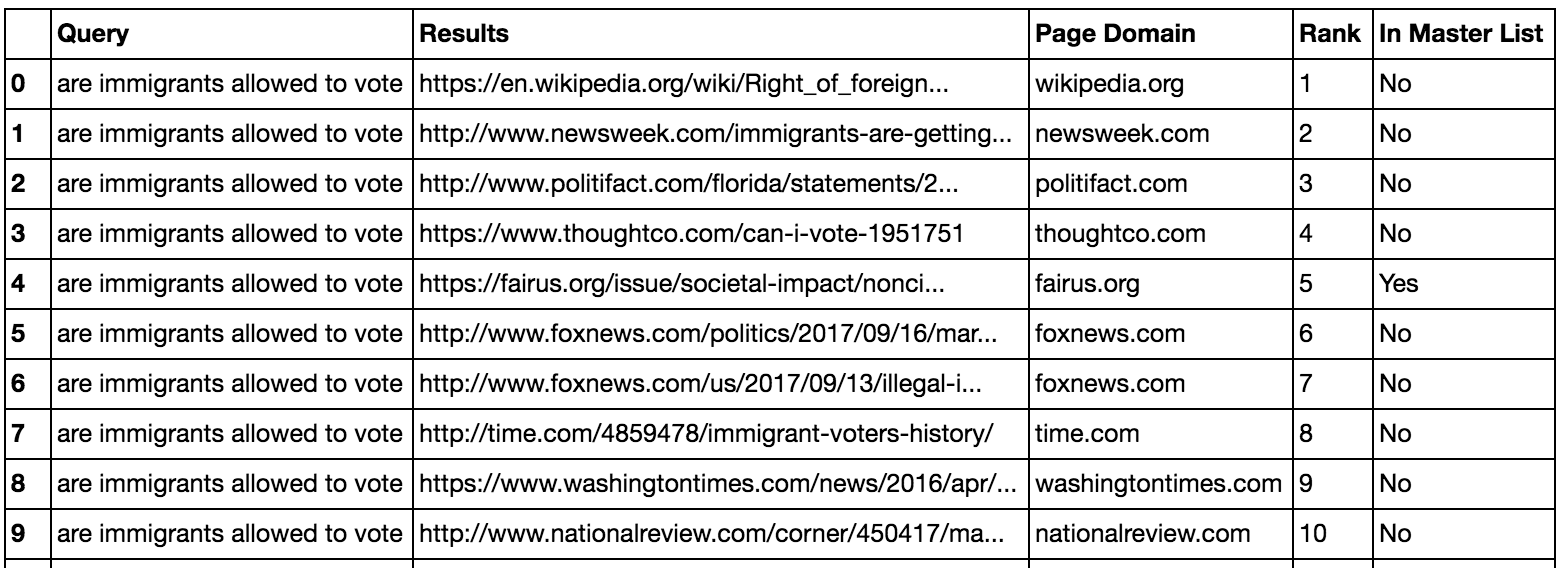 Query Results Page Domain Rank In Master List
0 are immigrants allowed to vote https://en.wikipedia.org/wiki/Right_of_foreign... wikipedia.org 1 No
1 are immigrants allowed to vote http://www.newsweek.com/immigrants-are-getting... newsweek.com 2 No
2 are immigrants allowed to vote http://www.politifact.com/florida/statements/2... politifact.com 3 No
3 are immigrants allowed to vote https://www.thoughtco.com/can-i-vote-1951751 thoughtco.com 4 No
4 are immigrants allowed to vote https://fairus.org/issue/societal-impact/nonci... fairus.org 5 Yes
5 are immigrants allowed to vote http://www.foxnews.com/politics/2017/09/16/mar... foxnews.com 6 No
6 are immigrants allowed to vote http://www.foxnews.com/us/2017/09/13/illegal-i... foxnews.com 7 No
7 are immigrants allowed to vote http://time.com/4859478/immigrant-voters-history/ time.com 8 No
8 are immigrants allowed to vote https://www.washingtontimes.com/news/2016/apr/... washingtontimes.com 9 No
9 are immigrants allowed to vote http://www.nationalreview.com/corner/450417/ma... nationalreview.com 10 No